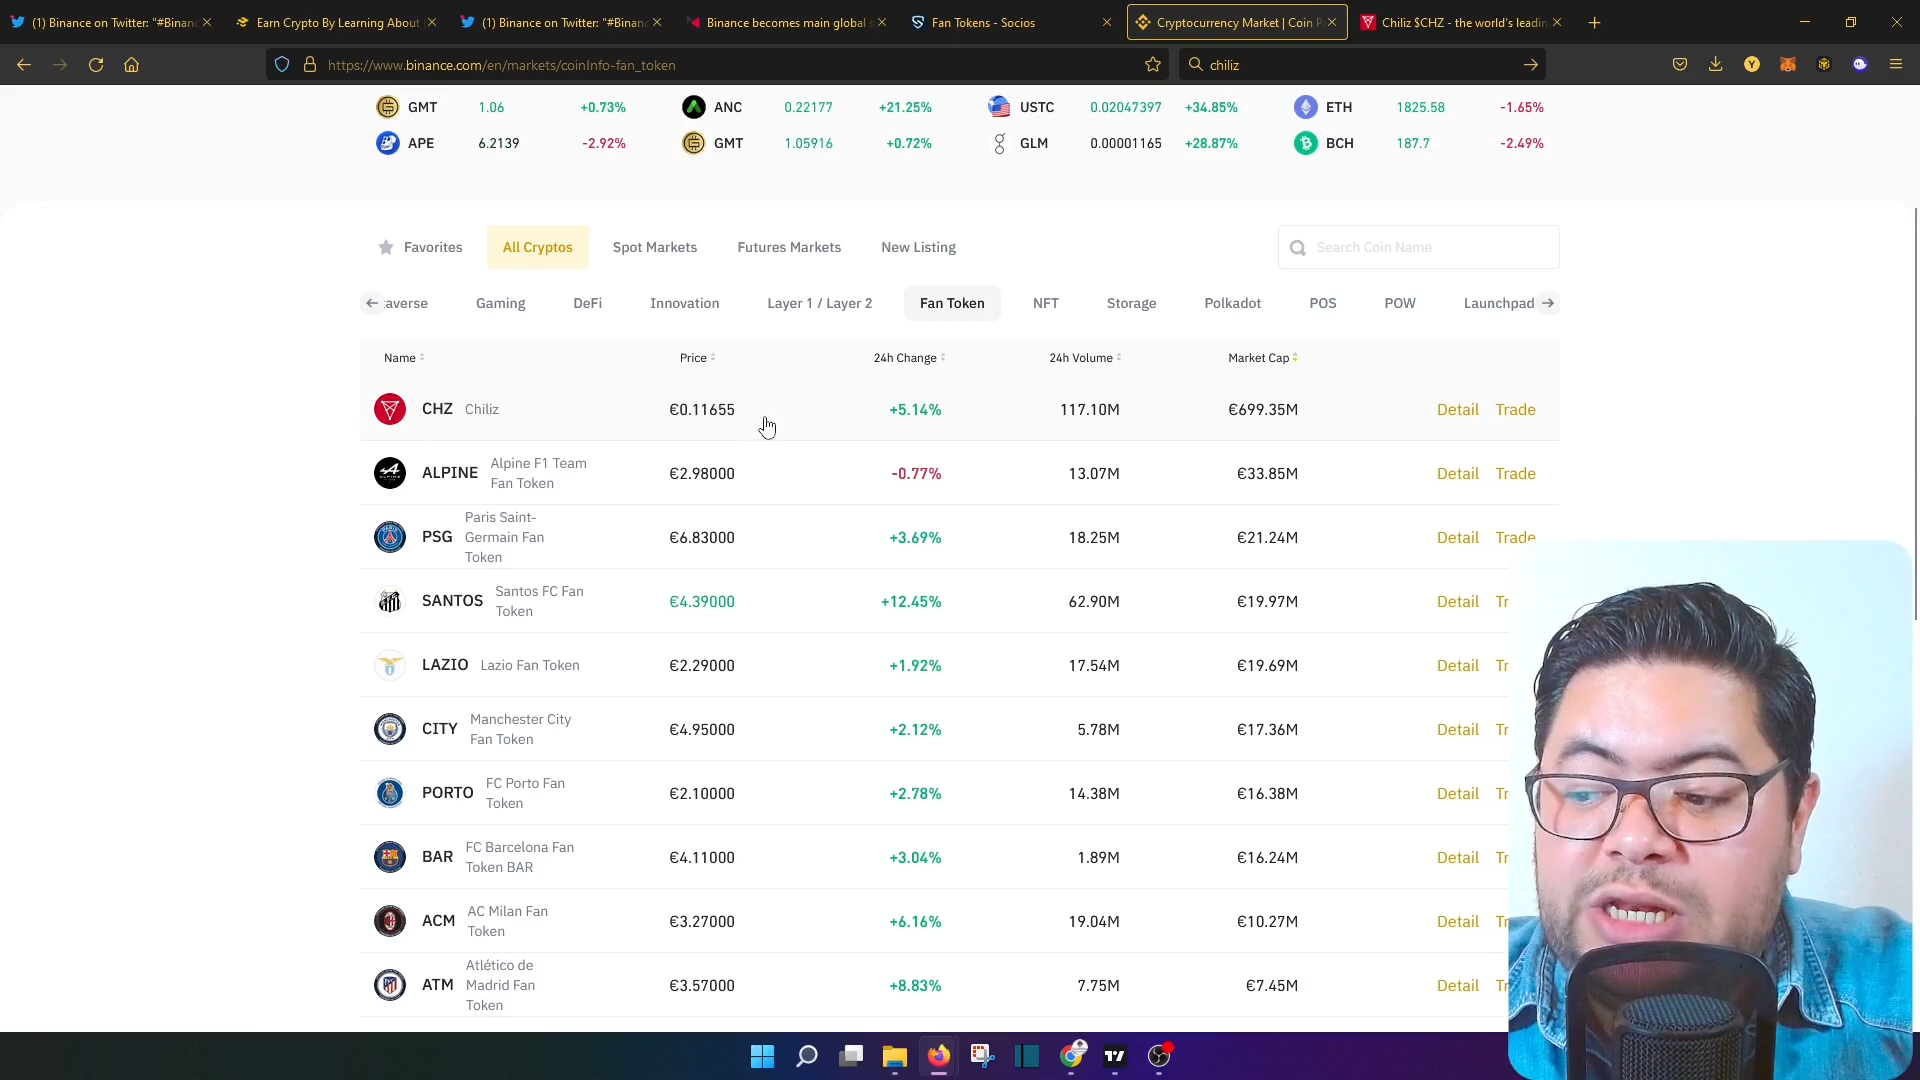 (1) Binance on Twitter: "#Binanc
Earn Crypto By Learning About
(1) Binance on Twitter: "#Binanc
Binance becomes main global s
Fan Tokens - Socios
Cryptocurrency Market | Coin P
Chiliz $CHZ - the world's leadin
https://www.binance.com/en/markets/coinInfo-fan_token
chiliz
GMT 1.06 +0.73% ANC 0.22177 +21.25% USTC 0.02047397 +34.85% ETH 1825.58 -1.65%
APE 6.2139 -2.92% GMT 1.05916 +0.72% GLM 0.00001165 +28.87% BCH 187.7 -2.49%
Favorites All Cryptos Spot Markets Futures Markets New Listing Search Coin Name
averse Gaming DeFi Innovation Layer 1 / Layer 2 Fan Token NFT Storage Polkadot POS POW Launchpad
Name Price 24h Change 24h Volume Market Cap
CHZ Chiliz €0.11655 +5.14% 117.10M €699.35M Detail Trade
ALPINE Alpine F1 Team
Fan Token €2.98000 -0.77% 13.07M €33.85M Detail Trade
PSG Paris Saint-
Germain Fan
Token €6.83000 +3.69% 18.25M €21.24M Detail Trade
SANTOS Santos FC Fan
Token €4.39000 +12.45% 62.90M €19.97M Detail Tr
LAZIO Lazio Fan Token €2.29000 +1.92% 17.54M €19.69M Detail Tr
CITY Manchester City
Fan Token €4.95000 +2.12% 5.78M €17.36M Detail Tr
PORTO FC Porto Fan
Token €2.10000 +2.78% 14.38M €16.38M Detail Tr
BAR FC Barcelona Fan
Token BAR €4.11000 +3.04% 1.89M €16.24M Detail Tr
ACM AC Milan Fan
Token €3.27000 +6.16% 19.04M €10.27M Detail Tr
ATM Atlético de
Madrid Fan
Token €3.57000 +8.83% 7.75M €7.45M Detail Tr